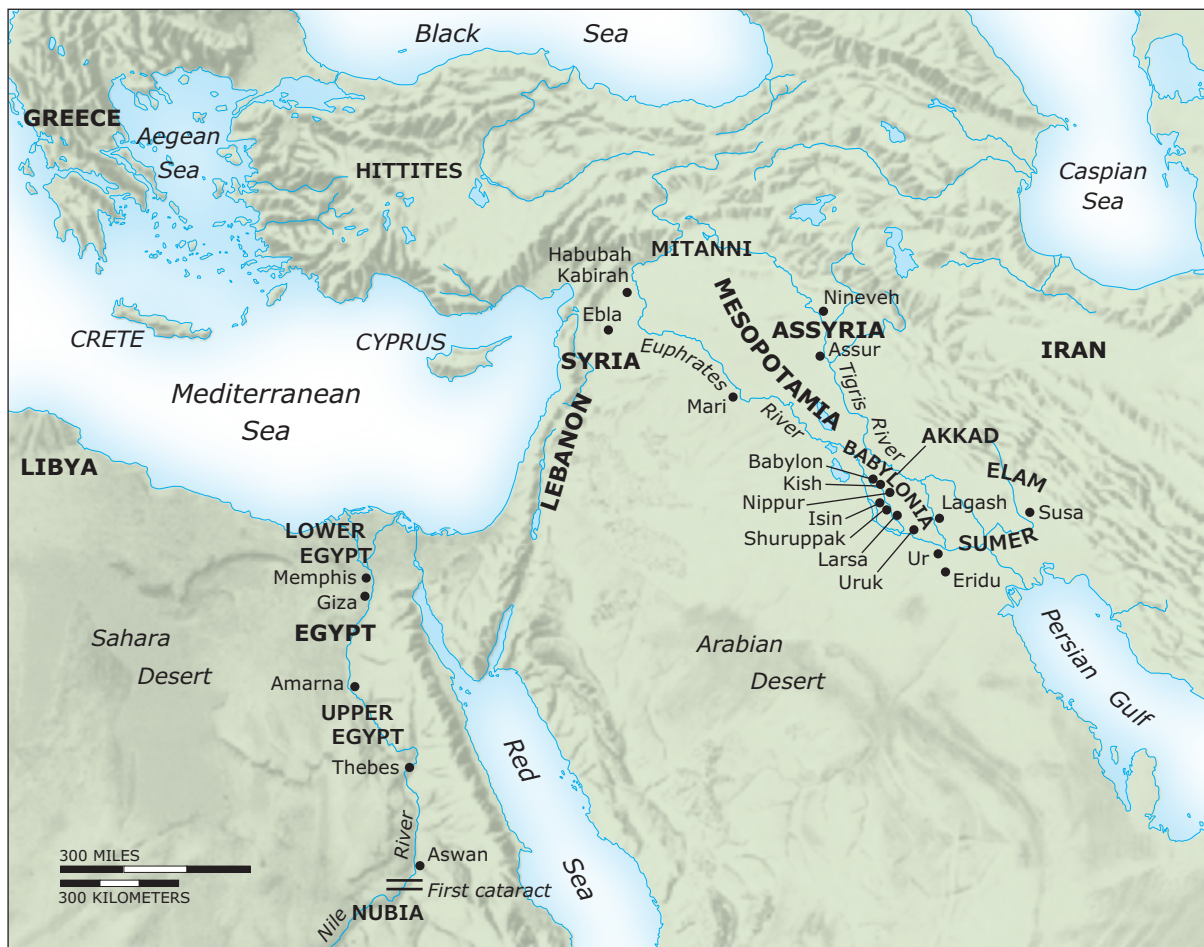 Black Sea
GREECE
Aegean
Sea
HITTITES
Caspian
Sea
MITANNI
Habubah
Kabirah
Nineveh
MESOPOTAMIA
ASSYRIA
Ebla
CRETE
CYPRUS
SYRIA
Euphrates
River
Assur
IRAN
Tigris
River
Mediterranean
Sea
Mari
LEBANON
LIBYA
AKKAD
BABYLONIA
Babylon
Kish
Nippur
Isin
Shuruppak
Larsa
Uruk
ELAM
Lagash
Susa
SUMER
Ur
Eridu
LOWER
EGYPT
Memphis
Giza
EGYPT
Sahara
Desert
Arabian
Desert
Persian Gulf
Amarna
UPPER
EGYPT
Thebes
Red
Sea
River
Aswan
First cataract
Nile
NUBIA
300 MILES
300 KILOMETERS